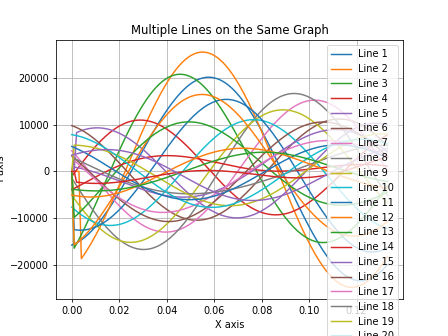 Multiple Lines on the Same Graph
20000
10000
0
−10000
−20000
0.00 0.02 0.04 0.06 0.08 0.10
X axis
axis
Line 1
Line 2
Line 3
Line 4
Line 5
Line 7
Line 8
Line 9
Line 10
Line 11
Line 12
Line 13
Line 14
Line 15
Line 16
Line 17
Line 18
Line 19
Line 20